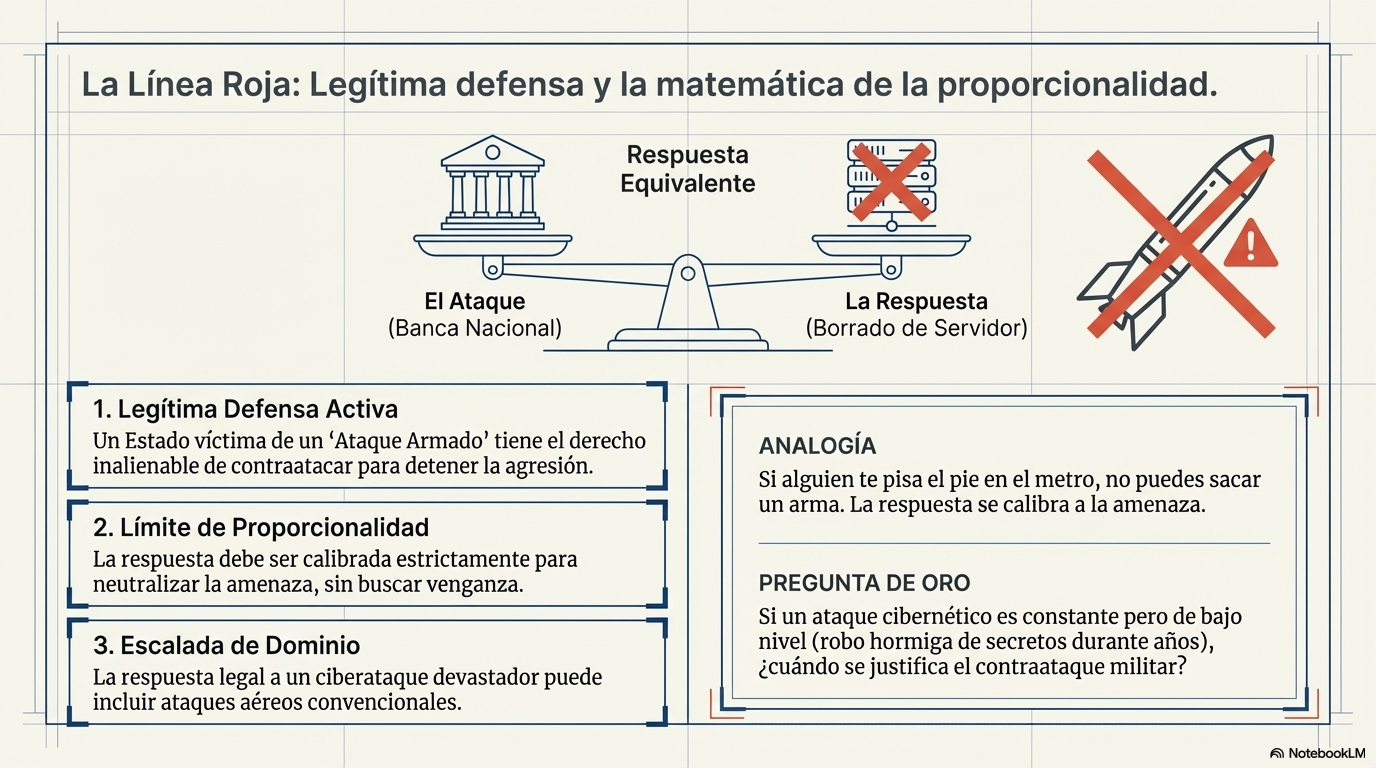 La Línea Roja: Legítima defensa y la matemática de la proporcionalidad.
Respuesta
Equivalente
El Ataque
(Banca Nacional)
La Respuesta
(Borrado de Servidor)
1. Legítima Defensa Activa
Un Estado víctima de un ‘Ataque Armado’ tiene el derecho
inalienable de contraatacar para detener la agresión.
2. Límite de Proporcionalidad
La respuesta debe ser calibrada estrictamente para
neutralizar la amenaza, sin buscar venganza.
3. Escalada de Dominio
La respuesta legal a un ciberataque devastador puede
incluir ataques aéreos convencionales.
ANALOGÍA
Si alguien te pisa el pie en el metro, no puedes sacar
un arma. La respuesta se calibra a la amenaza.
PREGUNTA DE ORO
Si un ataque cibernético es constante pero de bajo
nivel (robo hormiga de secretos durante años),
¿cuándo se justifica el contraataque militar?
NotebookLM